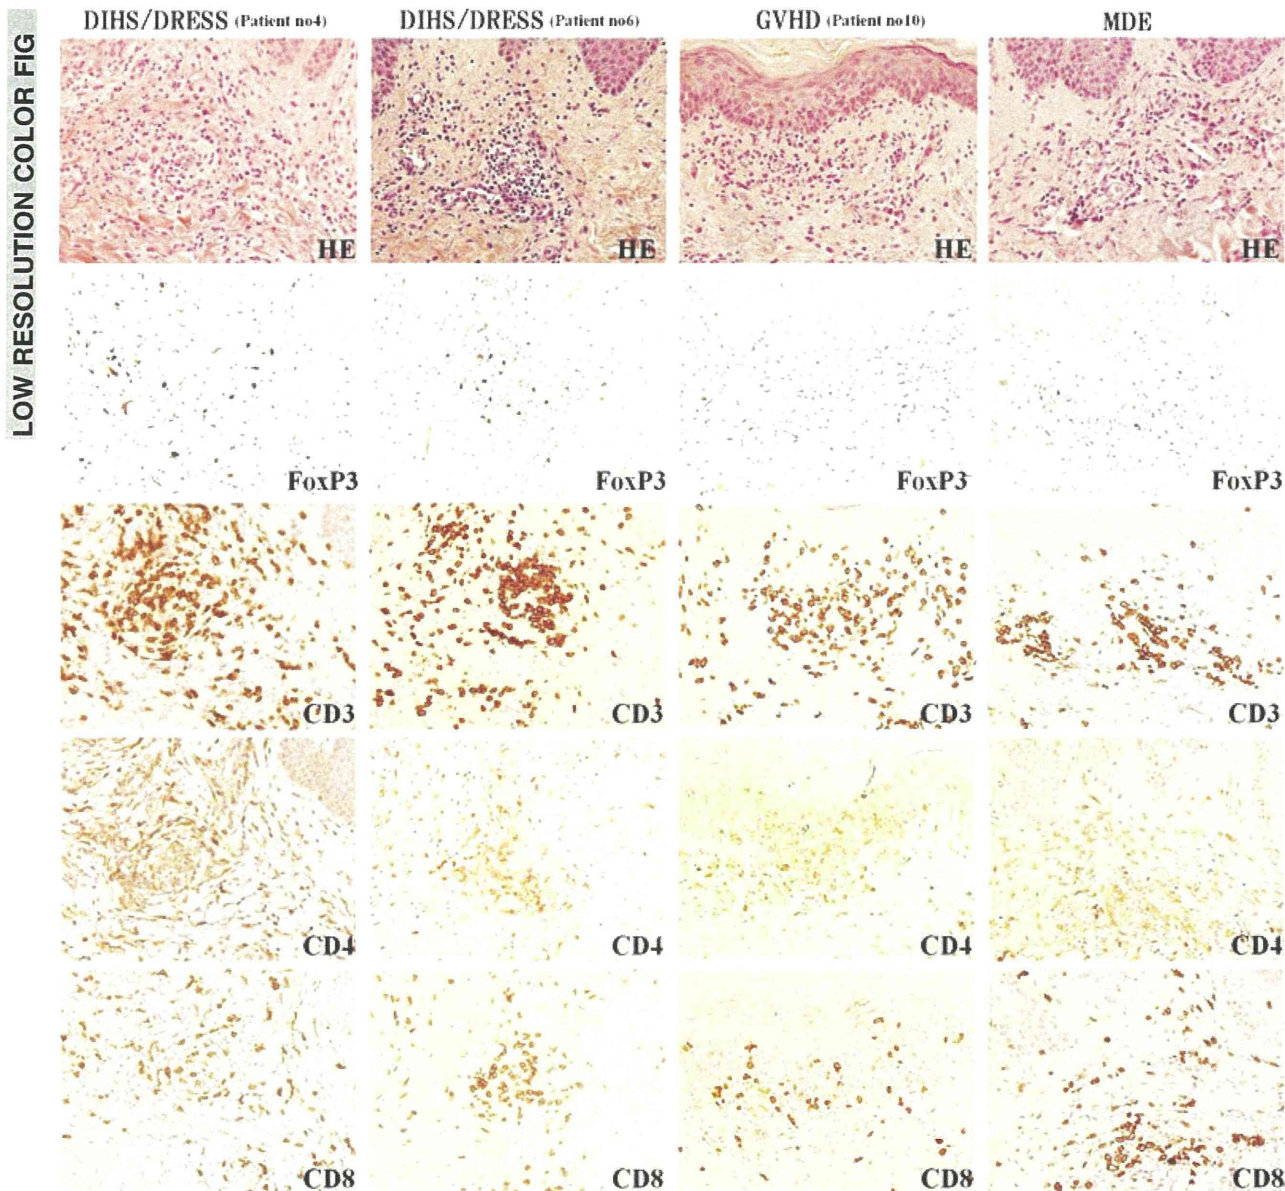 LOW RESOLUTION COLOR FIG
DIHS/DRESS (Patient no4) DIHS/DRESS (Patient no6) GVHD (Patient no10) MDE
HE HE HE HE
FoxP3 FoxP3 FoxP3 FoxP3
CD3 CD3 CD3 CD3
CD4 CD4 CD4 CD4
CD8 CD8 CD8 CD8